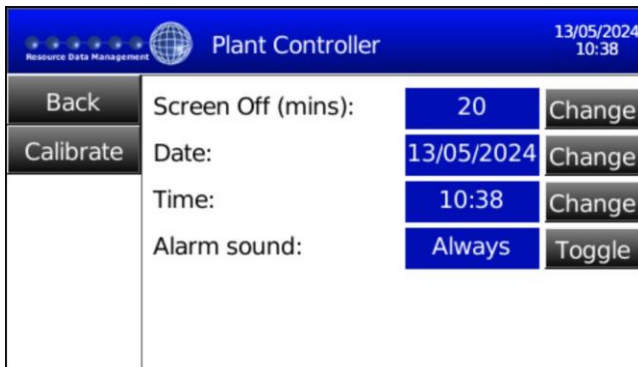 Resource Data Management
Plant Controller
13/05/2024
10:38
Back
Calibrate
Screen Off (mins): 20 Change
Date: 13/05/2024 Change
Time: 10:38 Change
Alarm sound: Always Toggle